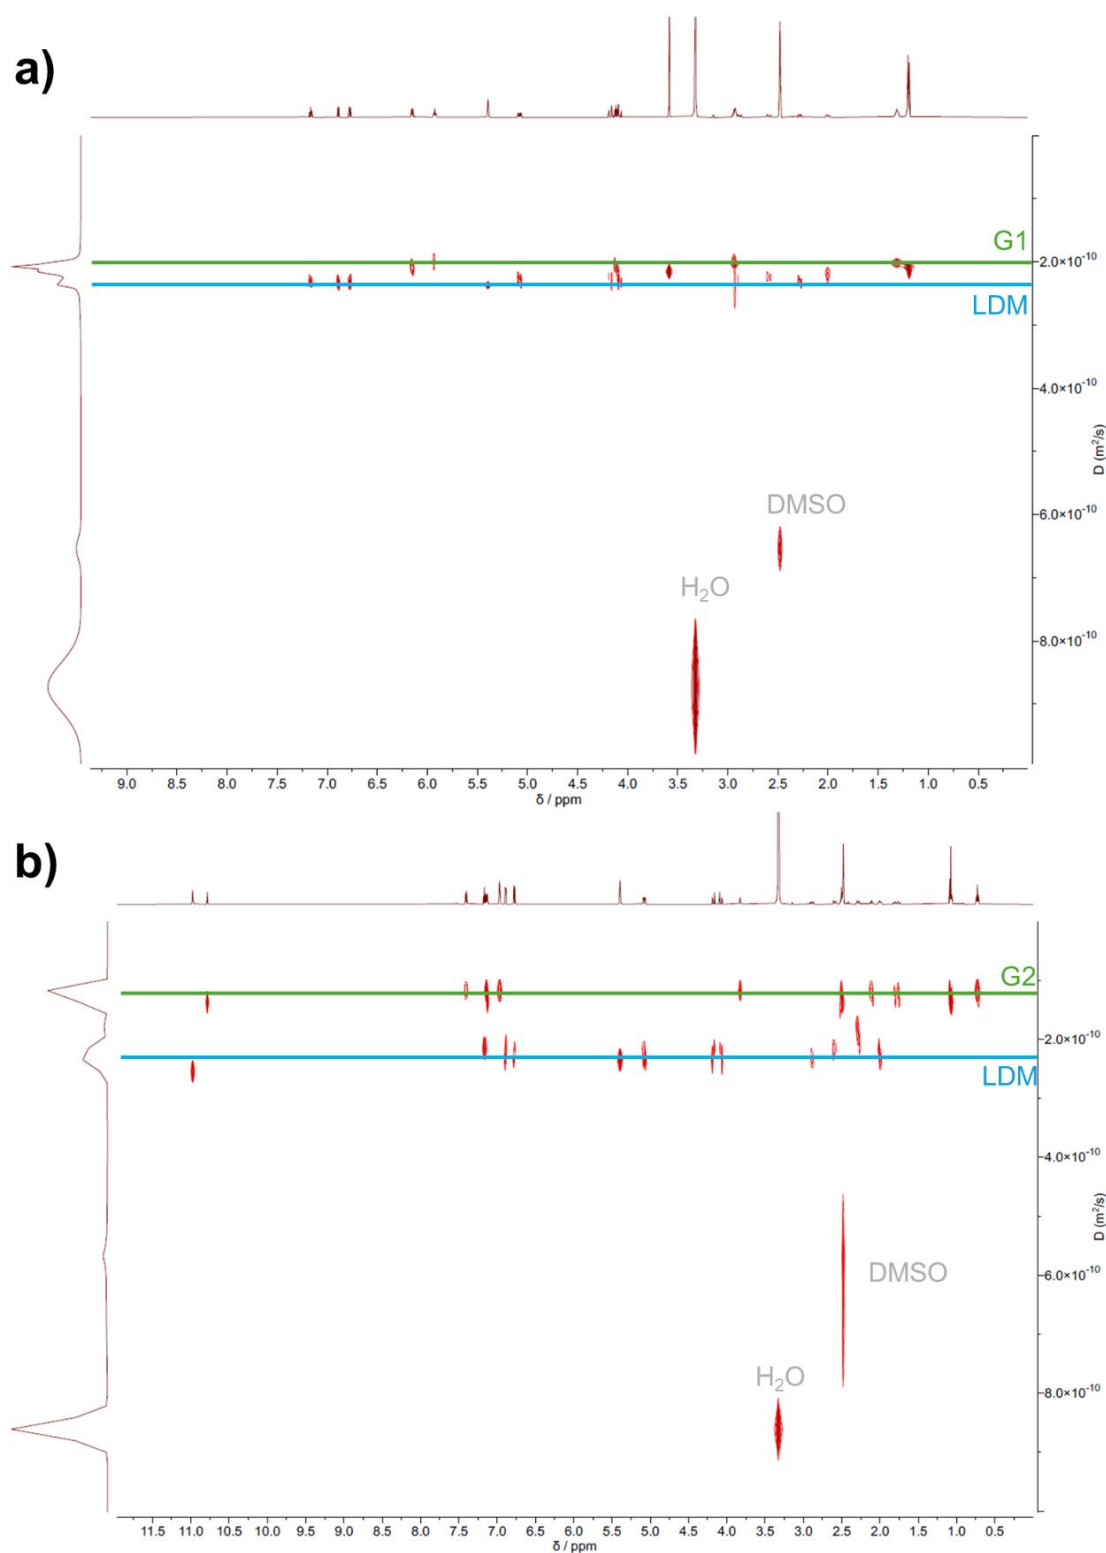 a)
G1
2.0×10⁻¹⁰
LDM
4.0×10⁻¹⁰
D (m²/s)
DMSO
6.0×10⁻¹⁰
H₂O
8.0×10⁻¹⁰
9.0 8.5 8.0 7.5 7.0 6.5 6.0 5.5 5.0 4.5 4.0 3.5 3.0 2.5 2.0 1.5 1.0 0.5
δ / ppm
b)
G2
2.0×10⁻¹⁰
LDM
4.0×10⁻¹⁰
D (m²/s)
DMSO
6.0×10⁻¹⁰
H₂O
8.0×10⁻¹⁰
11.5 11.0 10.5 10.0 9.5 9.0 8.5 8.0 7.5 7.0 6.5 6.0 5.5 5.0 4.5 4.0 3.5 3.0 2.5 2.0 1.5 1.0 0.5
δ / ppm